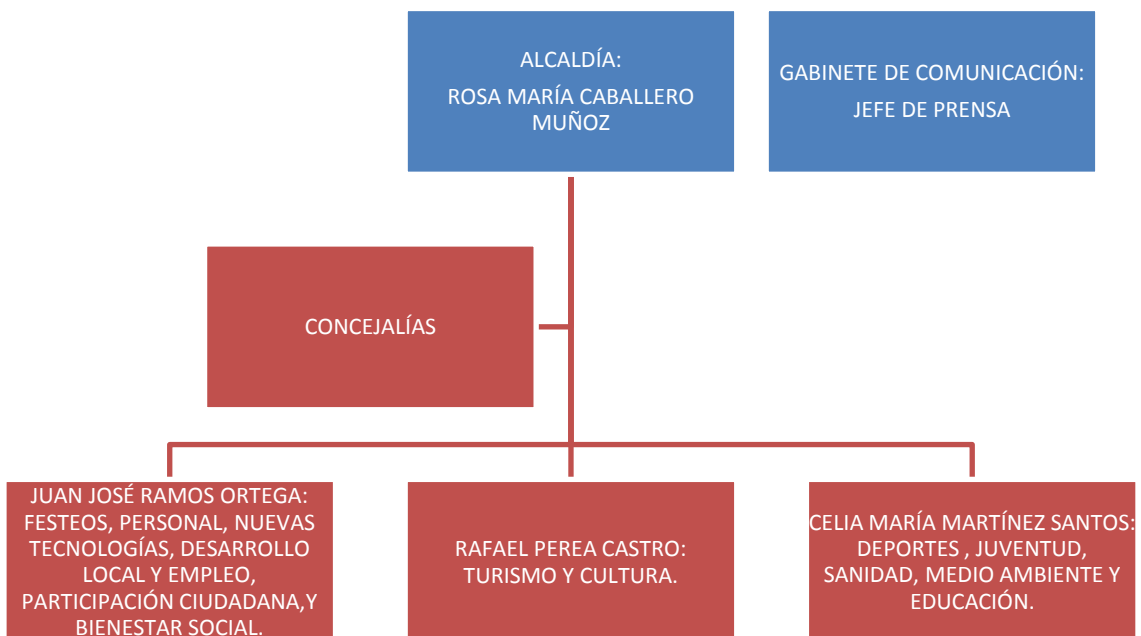 ALCALDÍA:
ROSA MARÍA CABALLERO
MUÑOZ
GABINETE DE COMUNICACIÓN:
JEFE DE PRENSA
CONCEJALÍAS
JUAN JOSÉ RAMOS ORTEGA:
FESTEOS, PERSONAL, NUEVAS
TECNOLOGÍAS, DESARROLLO
LOCAL Y EMPLEO,
PARTICIPACIÓN CIUDADANA,Y
BIENESTAR SOCIAL.
RAFAEL PEREA CASTRO:
TURISMO Y CULTURA.
CELIA MARÍA MARTÍNEZ SANTOS:
DEPORTES , JUVENTUD,
SANIDAD, MEDIO AMBIENTE Y
EDUCACIÓN.